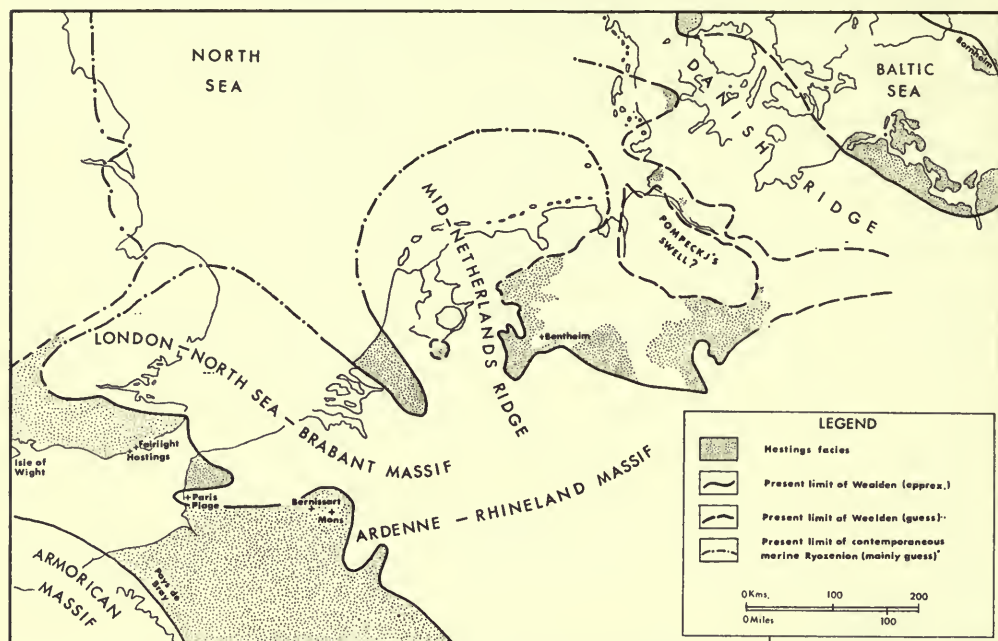 NORTH
SEA
DANISH RIDGE
BALTIC
SEA
Bornholm
MID-NETHERLANDS RIDGE
POMPECKJ'S
SWELL?
+Bentheim
LONDON-NORTH SEA-BRABANT MASSIF
ARDENNE-RHINELAND MASSIF
Isle of
Wight
Fairlight
Hastings
Paris
Plage
Bernissart
Mons
Pays de
Bray
ARMORICAN
MASSIF
LEGEND
Hastings facies
Present limit of Wealden (approx.)
Present limit of Wealden (guess)
Present limit of contemporaneous
marine Ryazanian (mainly guess)
0 Kms. 100 200
0 Miles 100